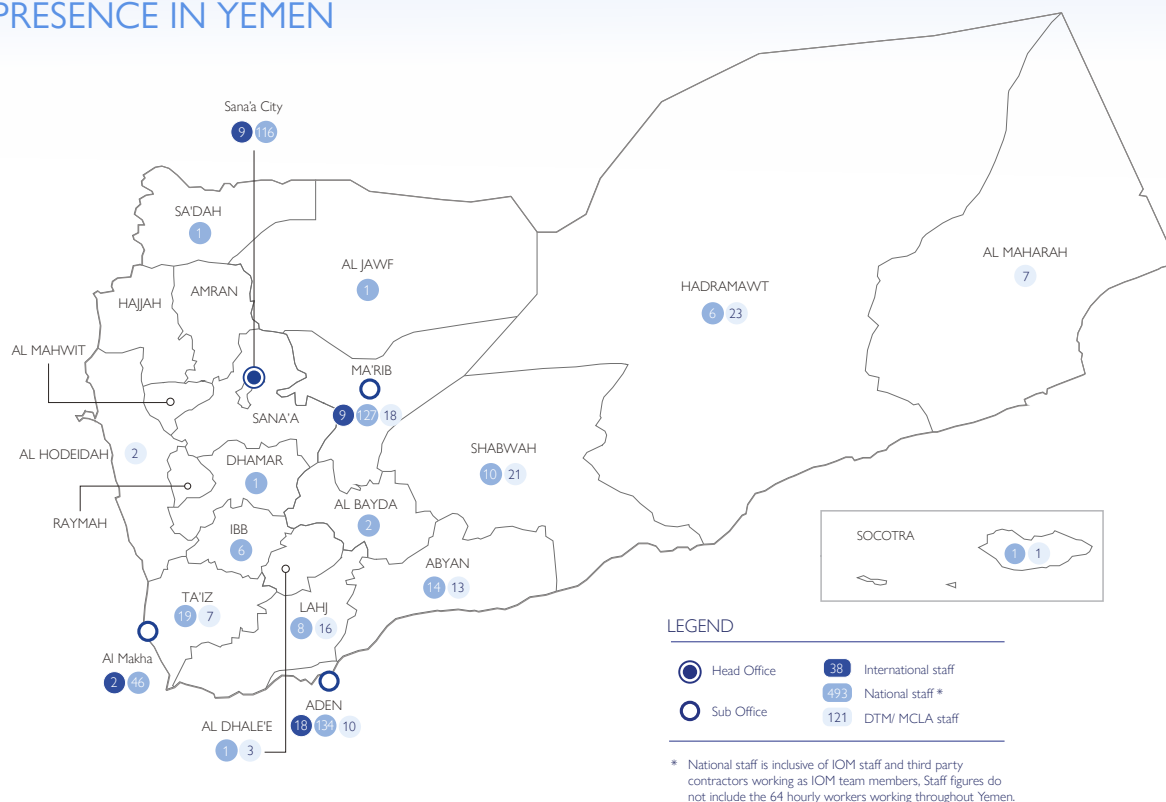 PRESENCE IN YEMEN
Sana'a City
9 116
SA'DAH
1
AL JAWF
1
AL MAHARAH
7
HADRAMAWT
6 23
HAJJAH
AMRAN
AL MAHWIT
MA'RIB
9 127 18
SANA'A
AL HODEIDAH 2
DHAMAR
1
SHABWAH
10 21
RAYMAH
AL BAYDA
2
IBB
6
SOCOTRA
1 1
ABYAN
14 13
TA'IZ
19 7
LAHJ
8 16
Al Makha
2 46
ADEN
18 134 10
AL DHALE'E
1 3
LEGEND
Head Office
Sub Office
38 International staff
493 National staff *
121 DTM/ MCLA staff
* National staff is inclusive of IOM staff and third party
contractors working as IOM team members, Staff figures do
not include the 64 hourly workers working throughout Yemen.